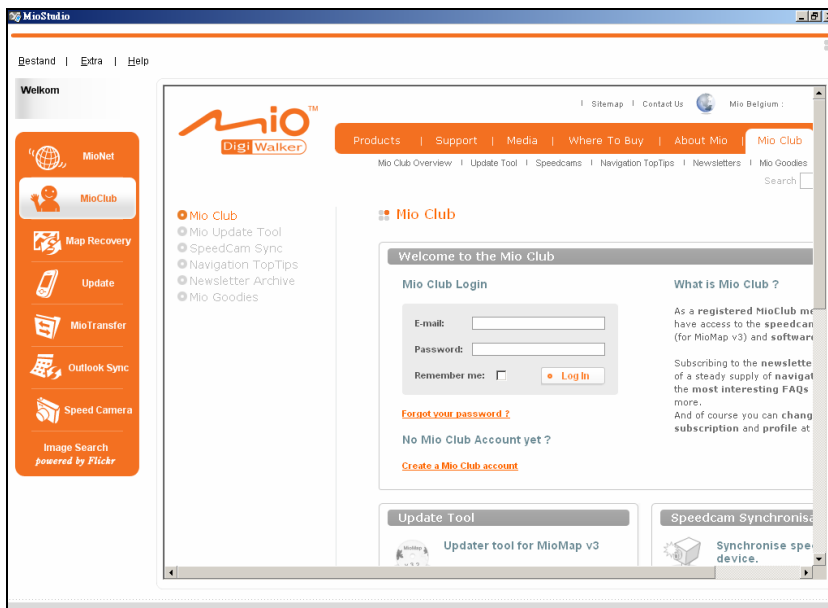 MioStudio
Bestand | Extra | Help
Welkom
MioNet
MioClub
Map Recovery
Update
MioTransfer
Outlook Sync
Speed Camera
Image Search
powered by Flickr
mio™
DigiWalker
Sitemap | Contact Us Mio Belgium :
Products | Support | Media | Where To Buy | About Mio | Mio Club
Mio Club Overview | Update Tool | Speedcams | Navigation TopTips | Newsletters | Mio Goodies
Search
Mio Club
Mio Update Tool
SpeedCam Sync
Navigation TopTips
Newsletter Archive
Mio Goodies
Mio Club
Welcome to the Mio Club
Mio Club Login
E-mail:
Password:
Remember me:
Log In
Forgot your password ?
No Mio Club Account yet ?
Create a Mio Club account
What is Mio Club ?
As a registered MioClub me
have access to the speedcam
(for MioMap v3) and software
Subscribing to the newslette
of a steady supply of navigat
the most interesting FAQs
more.
And of course you can chang
subscription and profile at
Update Tool
MioMap
Updater tool for MioMap v3
Speedcam Synchronisa
Synchronise spe
device.